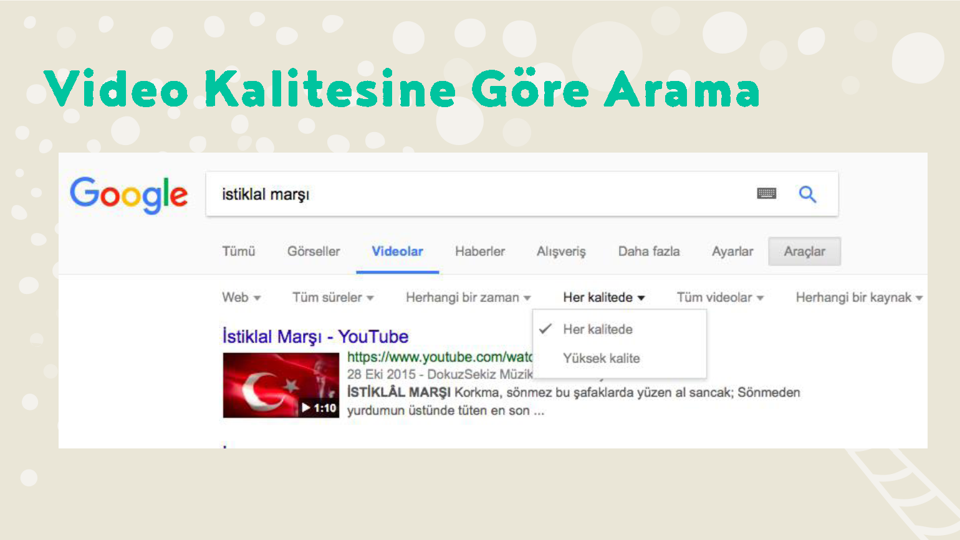 Video Kalitesine Göre Arama
Google
istiklal marşı
Tümü Görseller Videolar Haberler Alışveriş Daha fazla Ayarlar Araçlar
Web Tüm süreler Herhangi bir zaman Her kalitede Tüm videolar Herhangi bir kaynak
Her kalitede
Yüksek kalite
İstiklal Marşı - YouTube
https://www.youtube.com/watc
28 Eki 2015 - DokuzSekiz Müzik
1:10
İSTİKLÂL MARŞI Korkma, sönmez bu şafaklarda yüzen al sancak; Sönmeden
yurdumun üstünde tüten en son ...